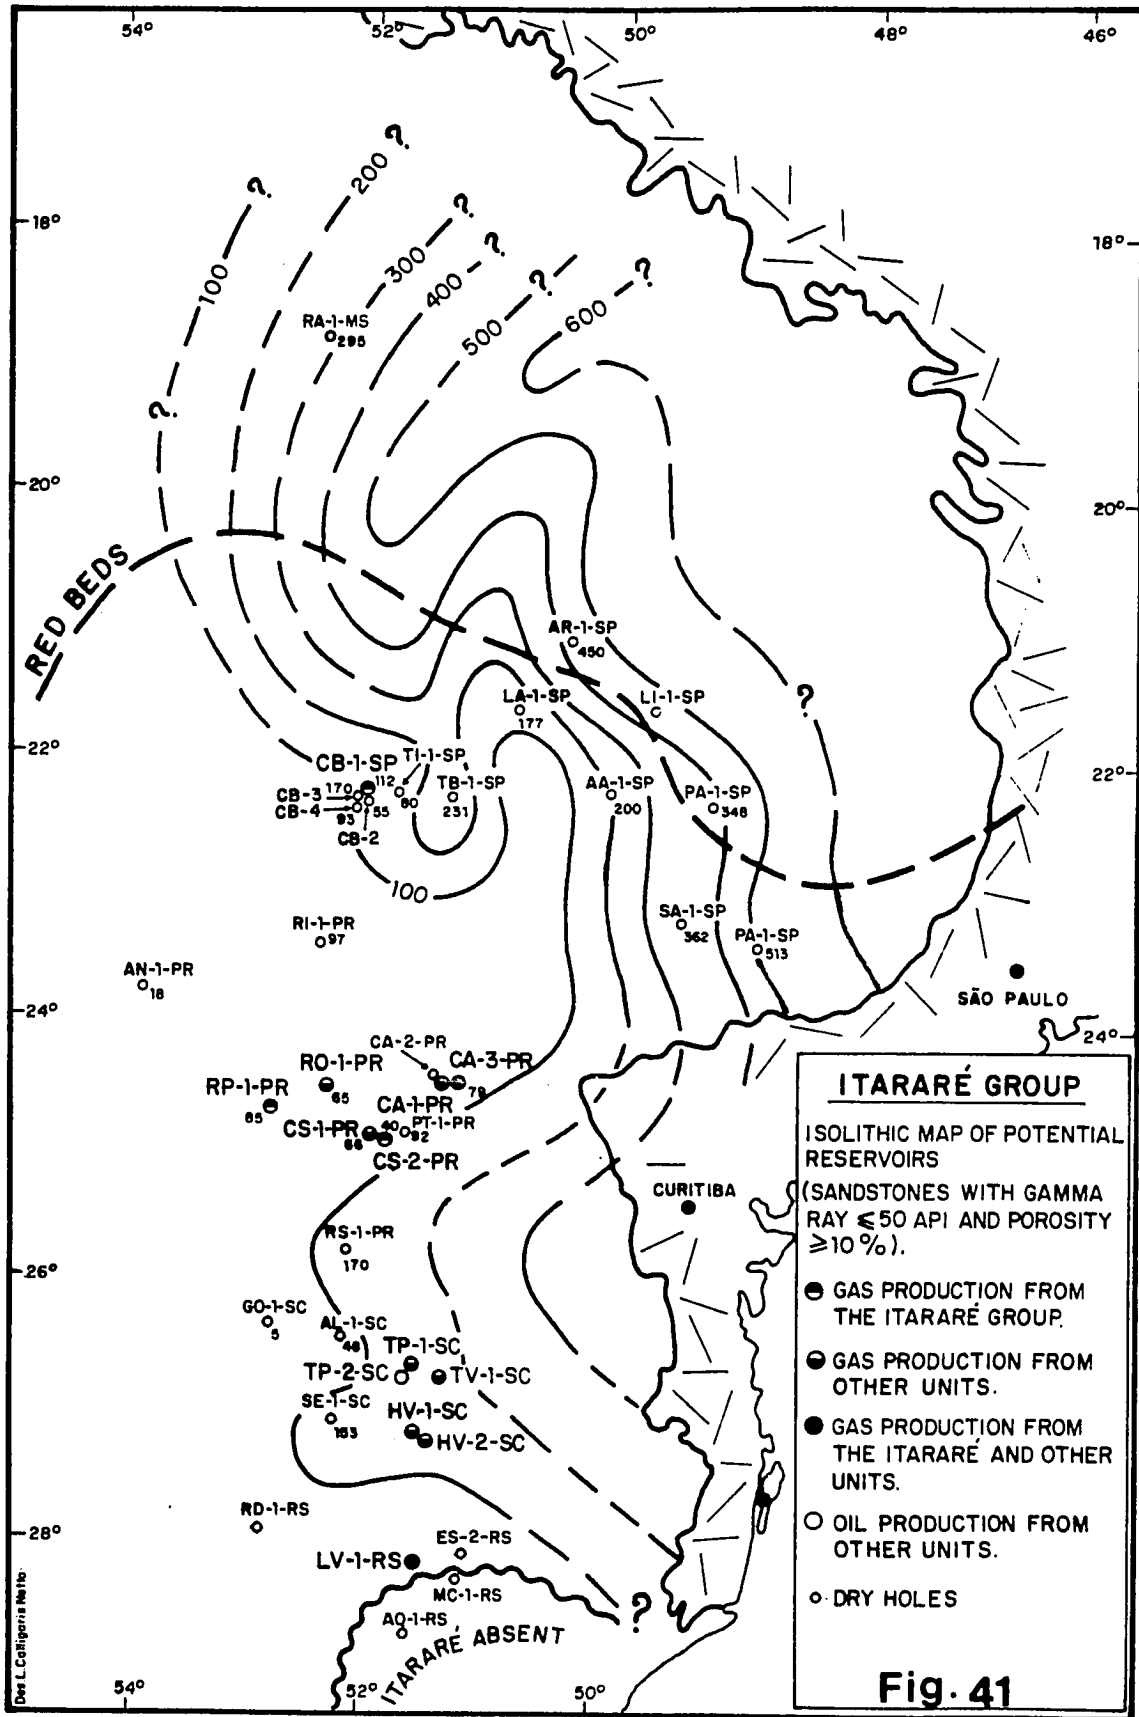 54° 52° 50° 48° 46°
200 ?
?
18° 100 300 ? 18°
400 ?
? 500 ?
600 ?
RA-1-MS
295
?
20° 20°
RED BEDS
AR-1-SP
450
LA-1-SP
177
LI-1-SP
?
22° 22°
CB-1-SP
112
TI-1-SP
80
TB-1-SP
231
AA-1-SP
200
PA-1-SP
348
CB-3
170
CB-4
93
55
CB-2
100
RI-1-PR
97
SA-1-SP
362
PA-1-SP
513
AN-1-PR
18
SÃO PAULO
24° 24°
CA-2-PR
RO-1-PR
65
CA-3-PR
79
RP-1-PR
85
CA-1-PR
40
CS-1-PR
66
PT-1-PR
92
CS-2-PR
CURITIBA
RS-1-PR
170
26°
GO-1-SC
5
AL-1-SC
46
TP-1-SC
TP-2-SC
TV-1-SC
SE-1-SC
153
HV-1-SC
HV-2-SC
RD-1-RS
28°
ES-2-RS
LV-1-RS
MC-1-RS
AO-1-RS
ITARARÉ ABSENT
?
54° 52° 50°
Des. L. Calligaris Netto.
ITARARÉ GROUP
ISOLITHIC MAP OF POTENTIAL
RESERVOIRS
(SANDSTONES WITH GAMMA
RAY ⩽50 API AND POROSITY
⩾10%).
GAS PRODUCTION FROM
THE ITARARÉ GROUP.
GAS PRODUCTION FROM
OTHER UNITS.
GAS PRODUCTION FROM
THE ITARARÉ AND OTHER
UNITS.
OIL PRODUCTION FROM
OTHER UNITS.
DRY HOLES
Fig. 41